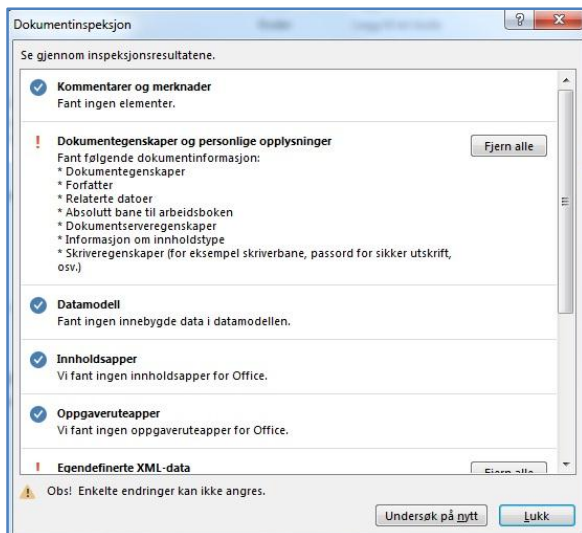 Dokumentinspeksjon
Se gjennom inspeksjonsresultatene.
Kommentarer og merknader
Fant ingen elementer.
! Dokumentegenskaper og personlige opplysninger
Fjern alle
Fant følgende dokumentinformasjon:
* Dokumentegenskaper
* Forfatter
* Relaterte datoer
* Absolutt bane til arbeidsboken
* Dokumentserveregenskaper
* Informasjon om innholdstype
* Skriveregenskaper (for eksempel skriverbane, passord for sikker utskrift,
osv.)
Datamodell
Fant ingen innebygde data i datamodellen.
Innholdsapper
Vi fant ingen innholdsapper for Office.
Oppgaveruteapper
Vi fant ingen oppgaveruteapper for Office.
! Egendefinerte XML-data
Fjern alle
Obs! Enkelte endringer kan ikke angres.
Undersøk på nytt
Lukk